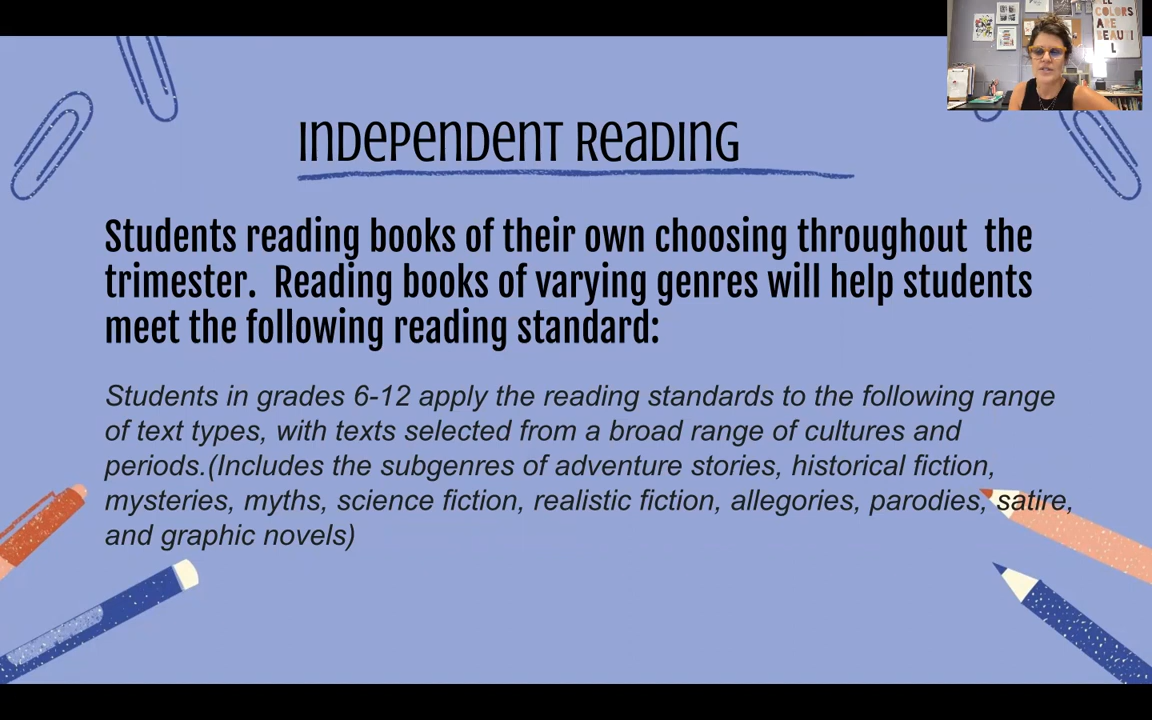 Independent Reading
Students reading books of their own choosing throughout the
trimester. Reading books of varying genres will help students
meet the following reading standard:
Students in grades 6-12 apply the reading standards to the following range
of text types, with texts selected from a broad range of cultures and
periods.(Includes the subgenres of adventure stories, historical fiction,
mysteries, myths, science fiction, realistic fiction, allegories, parodies, satire,
and graphic novels)
COLORS
ARE
BEAUTI
L